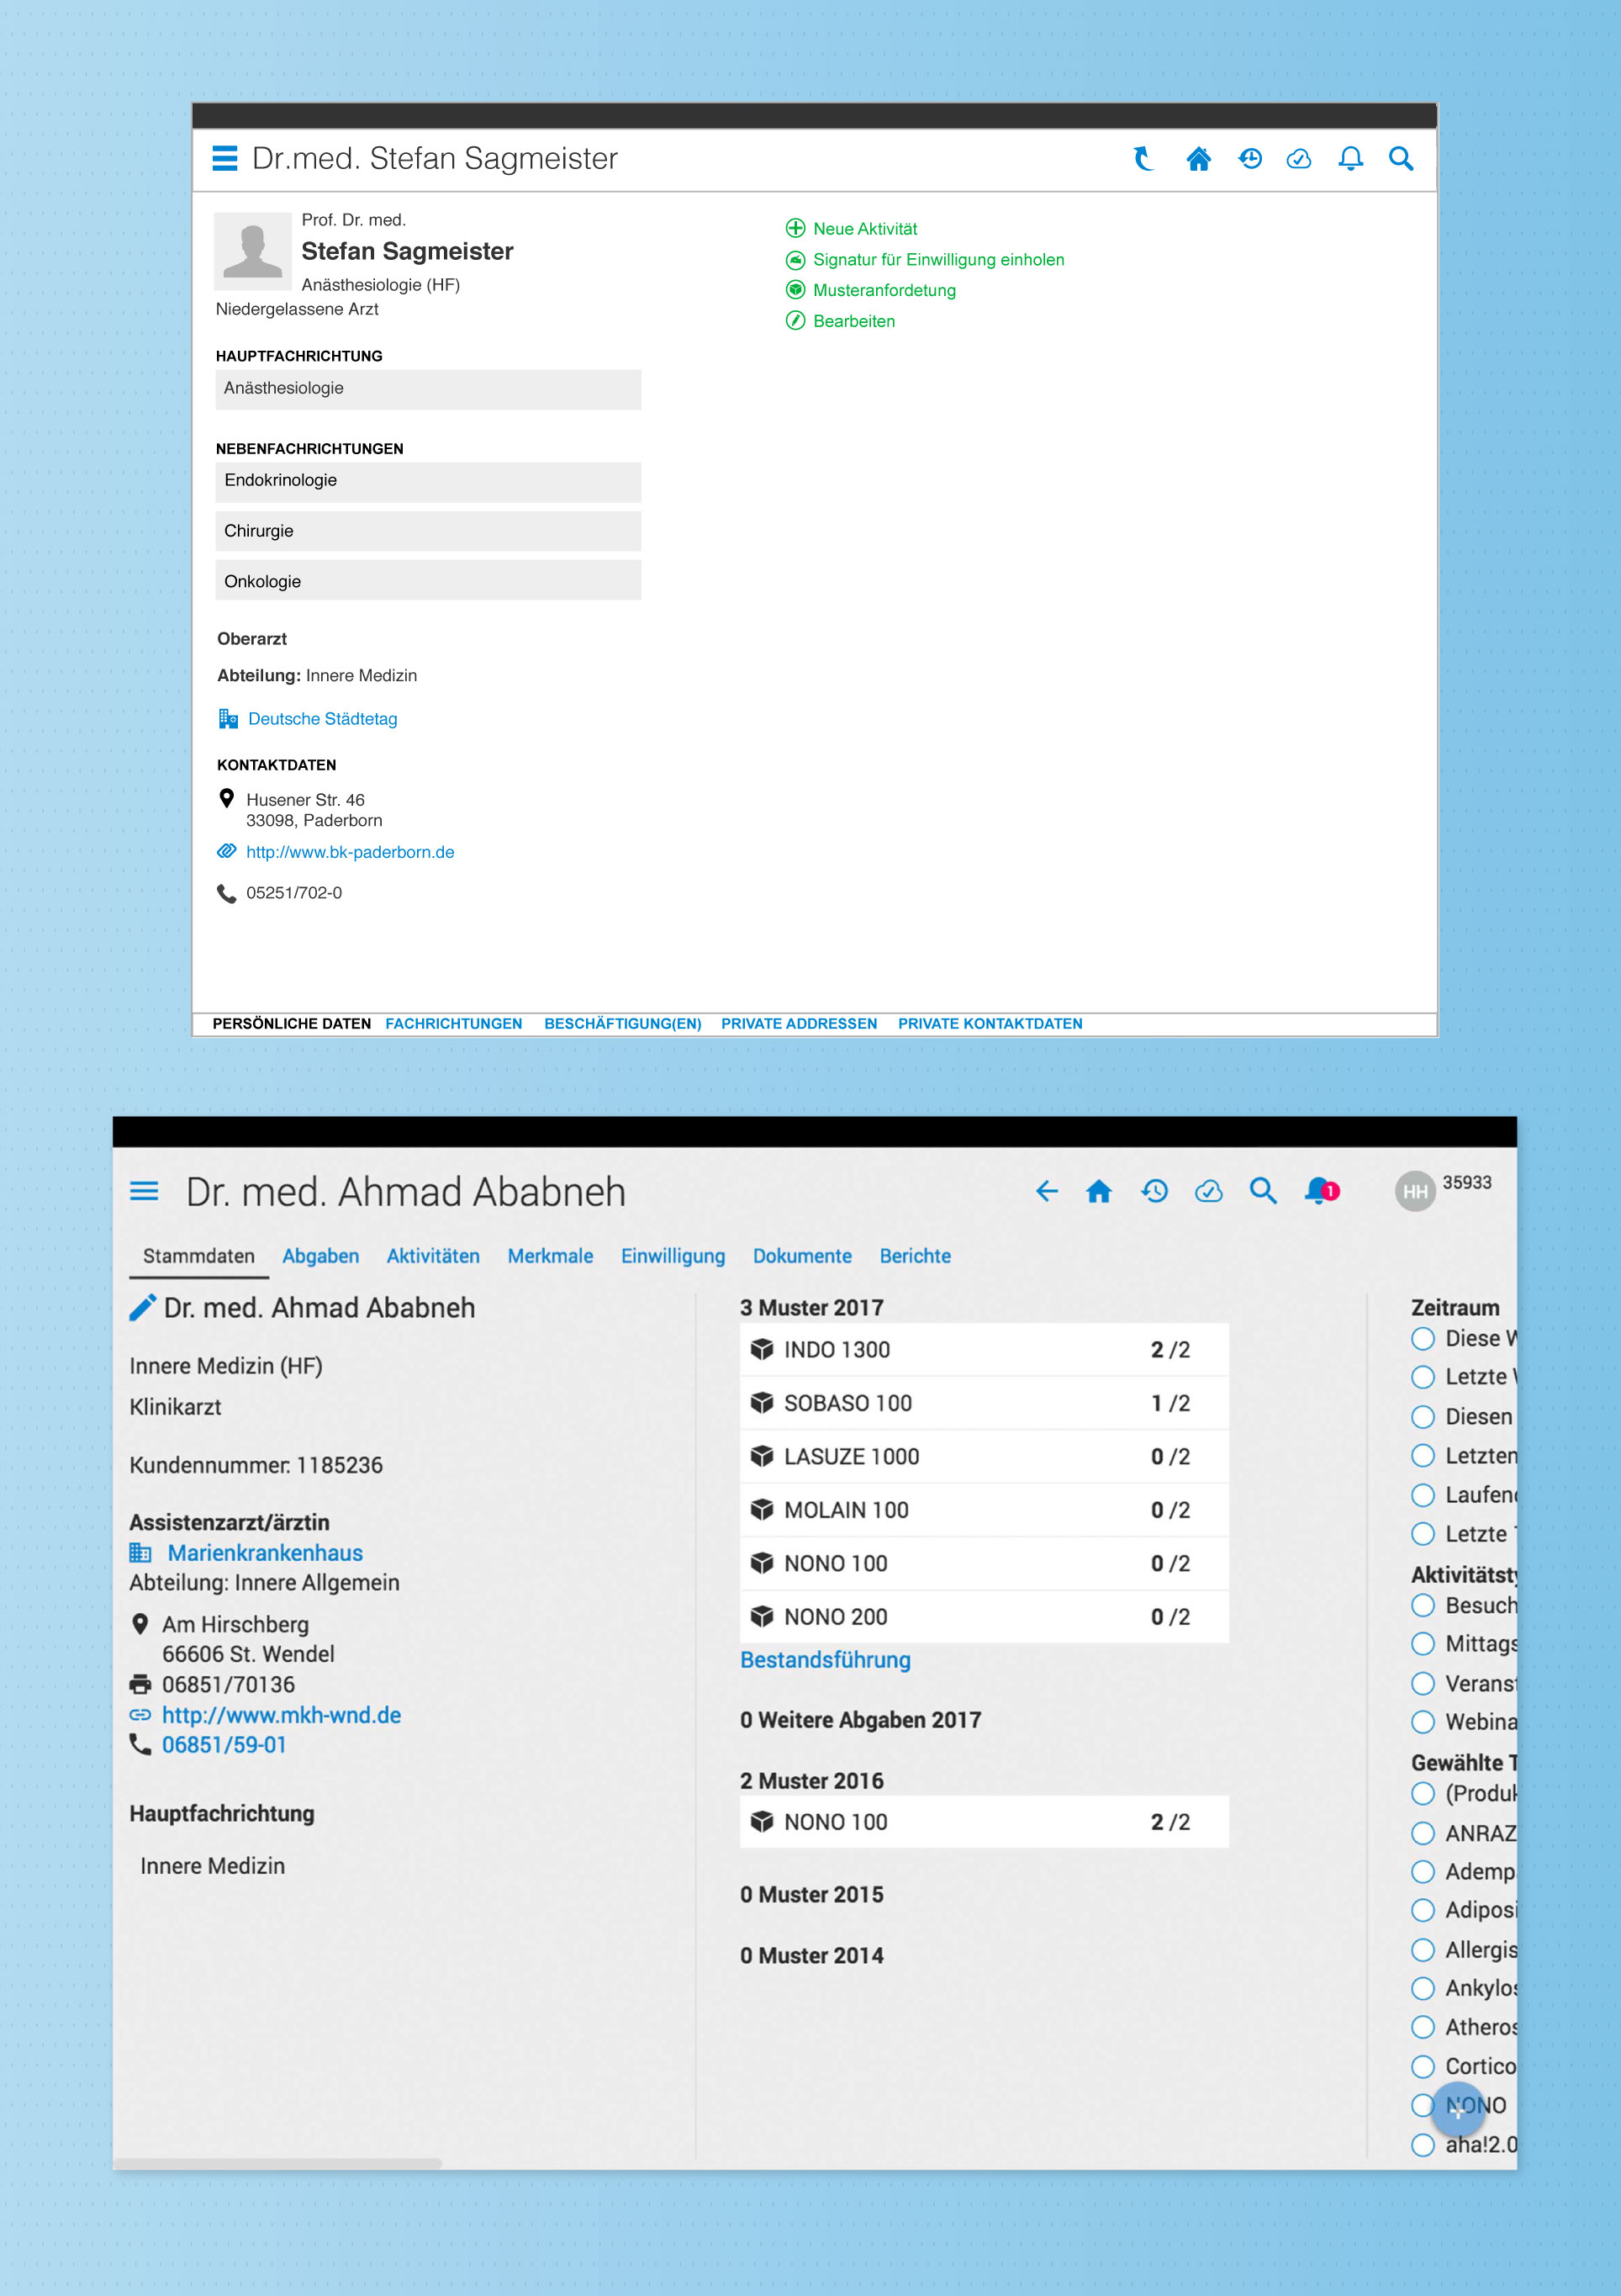 Dr.med. Stefan Sagmeister
Prof. Dr. med.
Stefan Sagmeister
Anästhesiologie (HF)
Niedergelassene Arzt
HAUPTFACHRICHTUNG
Anästhesiologie
NEBENFACHRICHTUNGEN
Endokrinologie
Chirurgie
Onkologie
Oberarzt
Abteilung: Innere Medizin
Deutsche Städtetag
KONTAKTDATEN
Husener Str. 46
33098, Paderborn
http://www.bk-paderborn.de
05251/702-0
Neue Aktivität
Signatur für Einwilligung einholen
Musteranfordetung
Bearbeiten
PERSÖNLICHE DATEN FACHRICHTUNGEN BESCHÄFTIGUNG(EN) PRIVATE ADDRESSEN PRIVATE KONTAKTDATEN
Dr. med. Ahmad Ababneh
1
HH 35933
Stammdaten Abgaben Aktivitäten Merkmale Einwilligung Dokumente Berichte
Dr. med. Ahmad Ababneh
Innere Medizin (HF)
Klinikarzt
Kundennummer: 1185236
Assistenzarzt/ärztin
Marienkrankenhaus
Abteilung: Innere Allgemein
Am Hirschberg
66606 St. Wendel
06851/70136
http://www.mkh-wnd.de
06851/59-01
Hauptfachrichtung
Innere Medizin
3 Muster 2017
INDO 1300 2 /2
SOBASO 100 1 /2
LASUZE 1000 0 /2
MOLAIN 100 0 /2
NONO 100 0 /2
NONO 200 0 /2
Bestandsführung
0 Weitere Abgaben 2017
2 Muster 2016
NONO 100 2 /2
0 Muster 2015
0 Muster 2014
Zeitraum
Diese W
Letzte
Diesen
Letzten
Laufen
Letzte
Aktivitätst
Besuch
Mittags
Verans
Webina
Gewählte T
(Produk
ANRAZ
Ademp
Adiposi
Allergis
Ankylos
Atheros
Cortico
NONO
aha!2.0